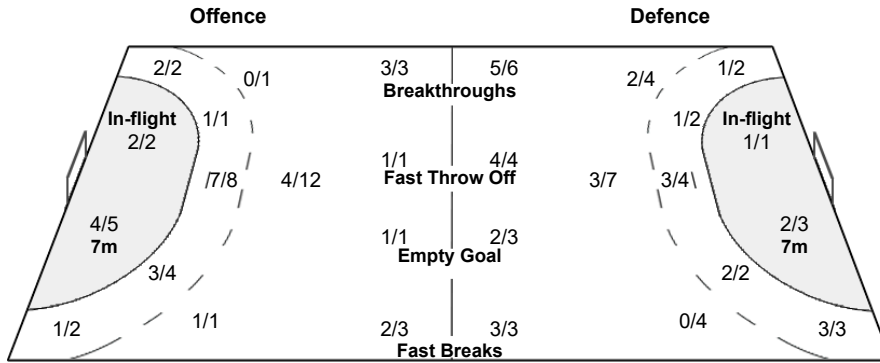 Offence Defence
2/2 0/1 3/3 5/6 2/4 1/2
Breakthroughs
In-flight 1/1 1/2 In-flight
2/2 1/1
1/1 4/4
7/8 4/12 Fast Throw Off 3/7 3/4
4/5 1/1 2/3 2/3
7m Empty Goal 7m
3/4 2/2
1/2 1/1 2/3 3/3 0/4 3/3
Fast Breaks